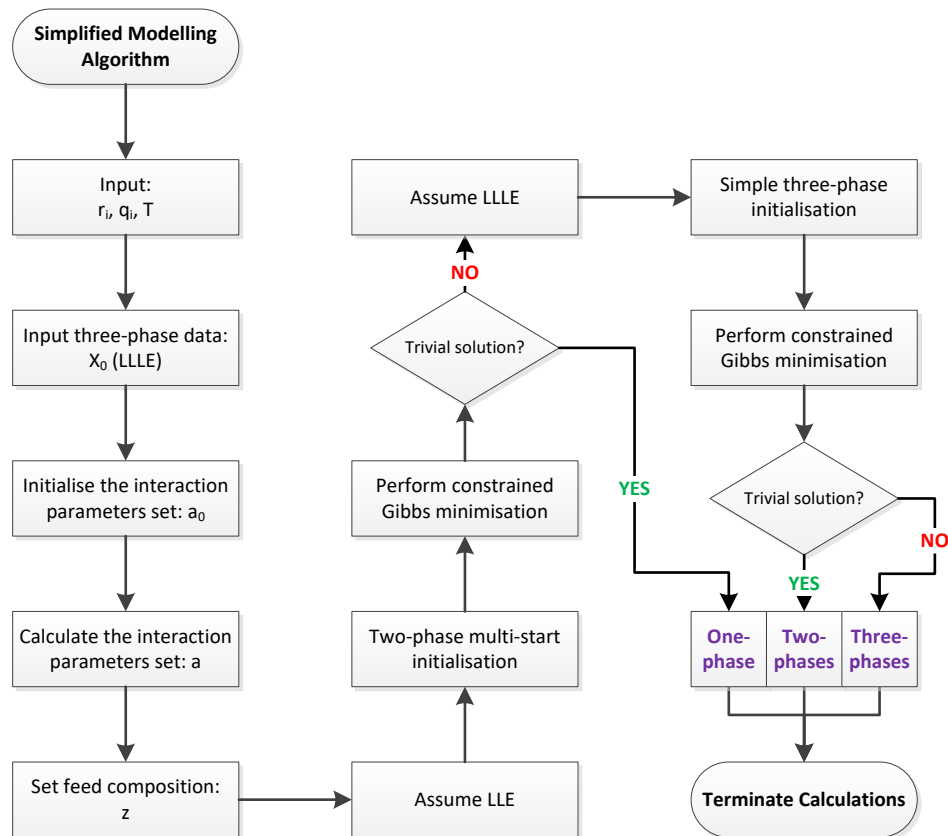 Simplified Modelling
Algorithm
Input:
rᵢ, qᵢ, T
Input three-phase data:
X₀ (LLLE)
Initialise the interaction
parameters set: a₀
Calculate the interaction
parameters set: a
Set feed composition:
z
Assume LLE
Two-phase multi-start
initialisation
Perform constrained
Gibbs minimisation
Trivial solution?
NO
YES
Assume LLLE
Simple three-phase
initialisation
Perform constrained
Gibbs minimisation
Trivial solution?
NO
YES
One-
phase
Two-
phases
Three-
phases
Terminate Calculations